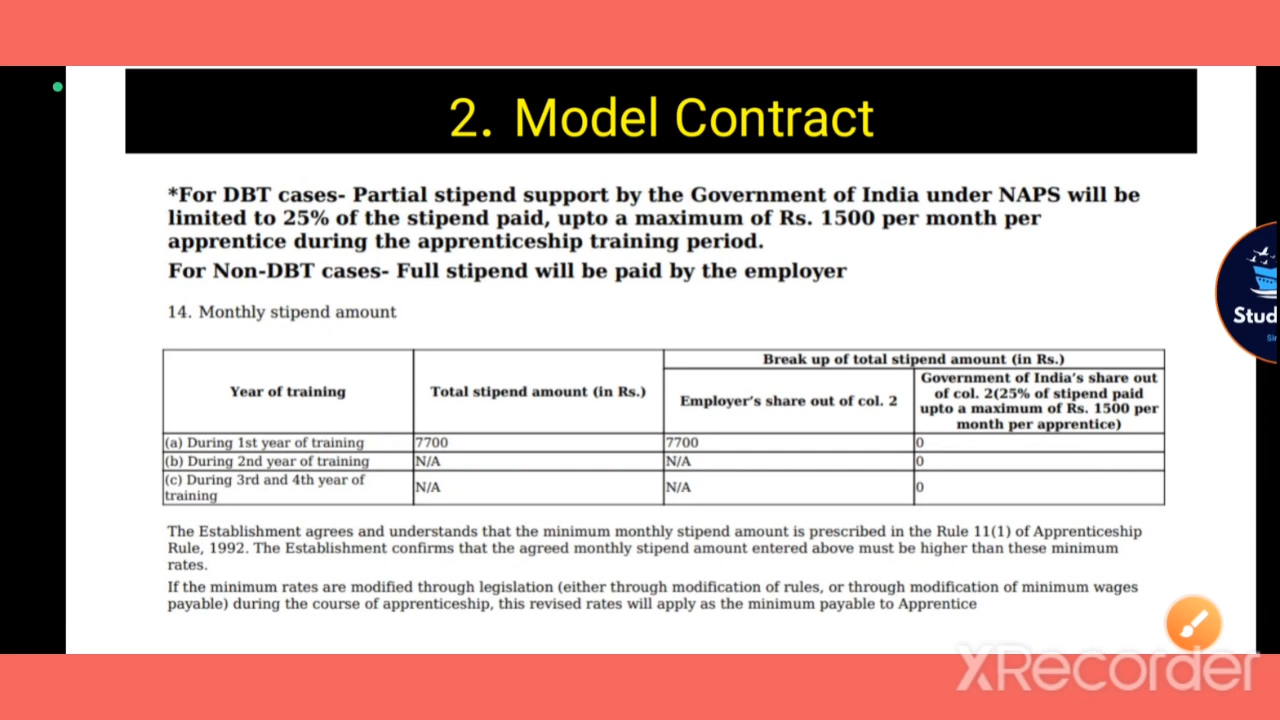 2. Model Contract
*For DBT cases- Partial stipend support by the Government of India under NAPS will be
limited to 25% of the stipend paid, upto a maximum of Rs. 1500 per month per
apprentice during the apprenticeship training period.
For Non-DBT cases- Full stipend will be paid by the employer
14. Monthly stipend amount
Year of training
Total stipend amount (in Rs.)
Break up of total stipend amount (in Rs.)
Employer's share out of col. 2
Government of India's share out
of col. 2(25% of stipend paid
upto a maximum of Rs. 1500 per
month per apprentice)
(a) During 1st year of training 7700 7700 0
(b) During 2nd year of training N/A N/A 0
(c) During 3rd and 4th year of
training N/A N/A 0
The Establishment agrees and understands that the minimum monthly stipend amount is prescribed in the Rule 11(1) of Apprenticeship
Rule, 1992. The Establishment confirms that the agreed monthly stipend amount entered above must be higher than these minimum
rates.
If the minimum rates are modified through legislation (either through modification of rules, or through modification of minimum wages
payable) during the course of apprenticeship, this revised rates will apply as the minimum payable to Apprentice
Stud
XRecorder